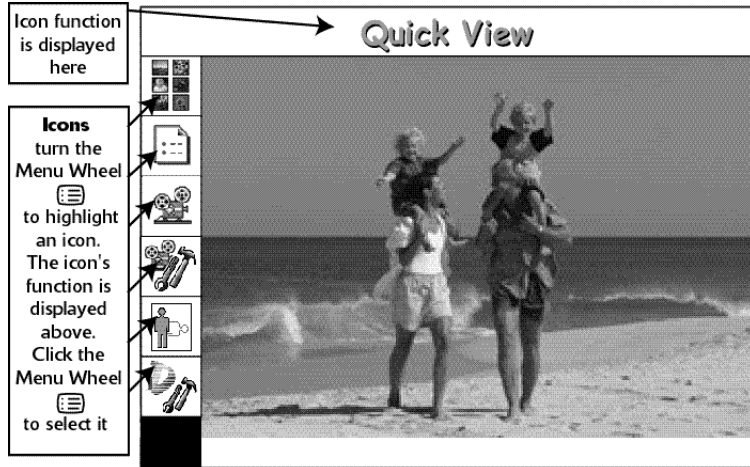 Icon function
is displayed
here
Quick View
Icons
turn the
Menu Wheel
to highlight
an icon.
The icon's
function is
displayed
above.
Click the
Menu Wheel
to select it